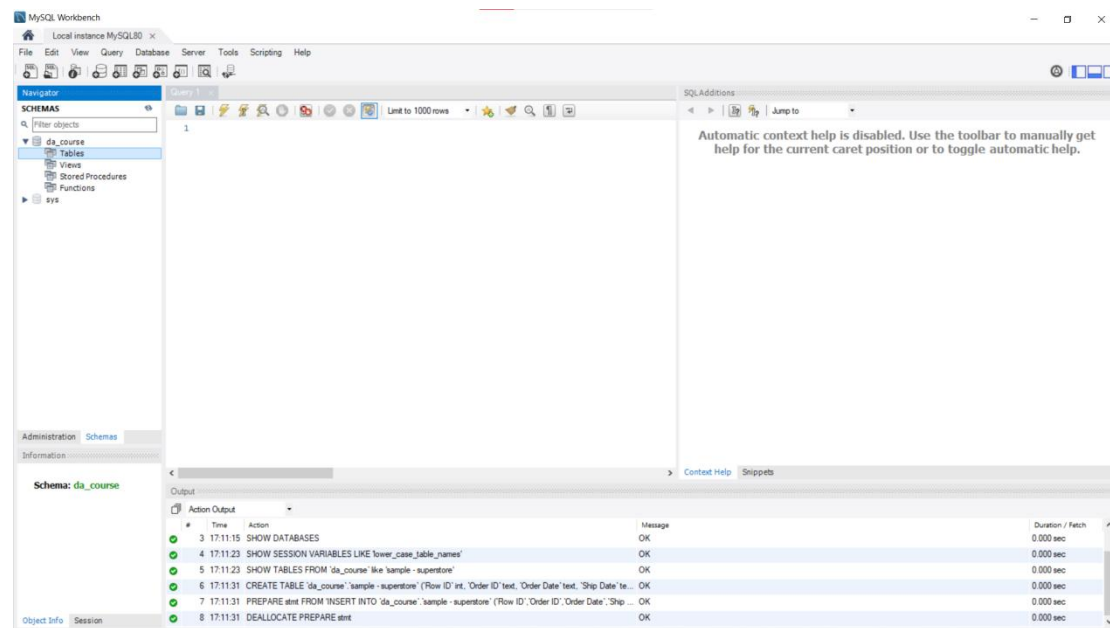 MySQL Workbench
Local instance MySQL80
File Edit View Query Database Server Tools Scripting Help
Navigator
SCHEMAS
Filter objects
da_course
Tables
Views
Stored Procedures
Functions
sys
Administration Schemas
Information
Schema: da_course
Object Info Session
Query 1
Limit to 1000 rows
1
SQLAdditions
Jump to
Automatic context help is disabled. Use the toolbar to manually get
help for the current caret position or to toggle automatic help.
Context Help Snippets
Output
Action Output
# Time Action Message Duration / Fetch
3 17:11:15 SHOW DATABASES OK 0.000 sec
4 17:11:23 SHOW SESSION VARIABLES LIKE 'lower_case_table_names' OK 0.000 sec
5 17:11:23 SHOW TABLES FROM `da_course` like 'sample - superstore' OK 0.000 sec
6 17:11:31 CREATE TABLE `da_course`.`sample - superstore` (`Row ID` int, `Order ID` text, `Order Date` text, `Ship Date` te... OK 0.000 sec
7 17:11:31 PREPARE stmt FROM 'INSERT INTO `da_course`.`sample - superstore` (`Row ID`,`Order ID`,`Order Date`,`Ship ... OK 0.000 sec
8 17:11:31 DEALLOCATE PREPARE stmt OK 0.000 sec